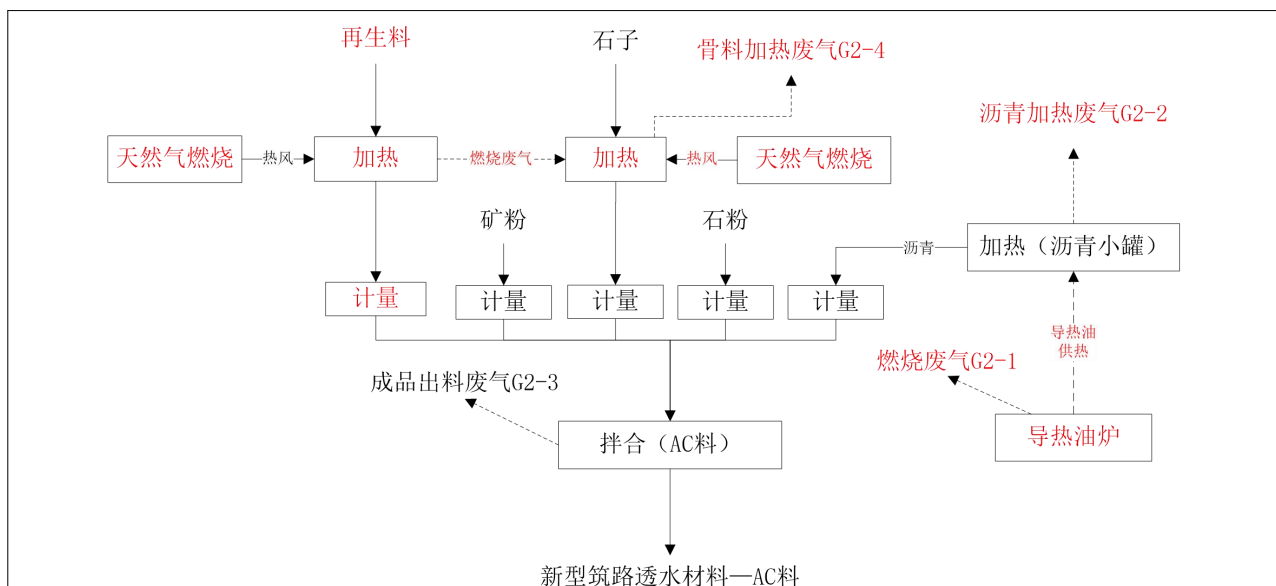 再生料
石子
骨料加热废气G2-4
沥青加热废气G2-2
天然气燃烧
热风
加热
燃烧废气
加热
热风
天然气燃烧
矿粉
石粉
沥青
加热（沥青小罐）
计量
计量
计量
计量
计量
导热油
供热
燃烧废气G2-1
成品出料废气G2-3
导热油炉
拌合（AC料）
新型筑路透水材料—AC料